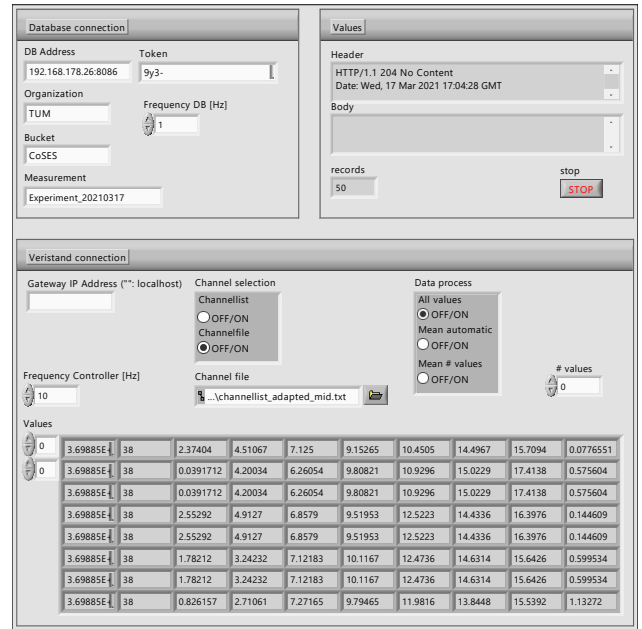 Database connection
DB Address
Token
192.168.178.26:8086
9y3-
Organization
TUM
Frequency DB [Hz]
1
Bucket
CoSES
Measurement
Experiment_20210317
Values
Header
HTTP/1.1 204 No Content
Date: Wed, 17 Mar 2021 17:04:28 GMT
Body
records
50
stop
STOP
Veristand connection
Gateway IP Address ("": localhost)
Channel selection
Channellist
OFF/ON
Channelfile
OFF/ON
Data process
All values
OFF/ON
Mean automatic
OFF/ON
Mean # values
OFF/ON
# values
0
Frequency Controller [Hz]
10
Channel file
...\channellist_adapted_mid.txt
Values
0
0
3.69885E+ 38 2.37404 4.51067 7.125 9.15265 10.4505 14.4967 15.7094 0.0776551
3.69885E+ 38 0.0391712 4.20034 6.26054 9.80821 10.9296 15.0229 17.4138 0.575604
3.69885E+ 38 0.0391712 4.20034 6.26054 9.80821 10.9296 15.0229 17.4138 0.575604
3.69885E+ 38 2.55292 4.9127 6.8579 9.51953 12.5223 14.4336 16.3976 0.144609
3.69885E+ 38 2.55292 4.9127 6.8579 9.51953 12.5223 14.4336 16.3976 0.144609
3.69885E+ 38 1.78212 3.24232 7.12183 10.1167 12.4736 14.6314 15.6426 0.599534
3.69885E+ 38 1.78212 3.24232 7.12183 10.1167 12.4736 14.6314 15.6426 0.599534
3.69885E+ 38 0.826157 2.71061 7.27165 9.79465 11.9816 13.8448 15.5392 1.13272